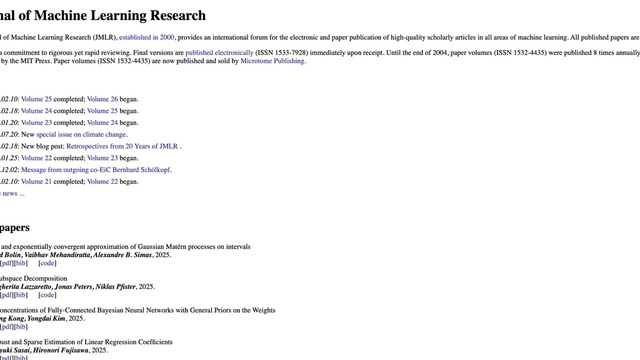 nal of Machine Learning Research
l of Machine Learning Research (JMLR), established in 2000, provides an international forum for the electronic and paper publication of high-quality scholarly articles in all areas of machine learning. All published papers are
a commitment to rigorous yet rapid reviewing. Final versions are published electronically (ISSN 1533-7928) immediately upon receipt. Until the end of 2004, paper volumes (ISSN 1532-4435) were published 8 times annually
by the MIT Press. Paper volumes (ISSN 1532-4435) are now published and sold by Microtome Publishing.
.02.10: Volume 25 completed; Volume 26 began.
.02.18: Volume 24 completed; Volume 25 began.
.01.20: Volume 23 completed; Volume 24 began.
.07.20: New special issue on climate change.
.02.18: New blog post: Retrospectives from 20 Years of JMLR .
.01.25: Volume 22 completed; Volume 23 began.
.12.02: Message from outgoing co-EiC Bernhard Schölkopf.
.02.10: Volume 21 completed; Volume 22 began.
news ...
papers
and exponentially convergent approximation of Gaussian Matérn processes on intervals
d Bolin, Vaibhav Mehandiratta, Alexandre B. Simas, 2025.
[pdf][bib] [code]
ubspace Decomposition
gherita Lazzaretto, Jonas Peters, Niklas Pfister, 2025.
[pdf][bib] [code]
oncentrations of Fully-Connected Bayesian Neural Networks with General Priors on the Weights
ng Kong, Yongdai Kim, 2025.
[pdf][bib]
bust and Sparse Estimation of Linear Regression Coefficients
yuki Sasai, Hironori Fujisawa, 2025.
[pdf][bib]